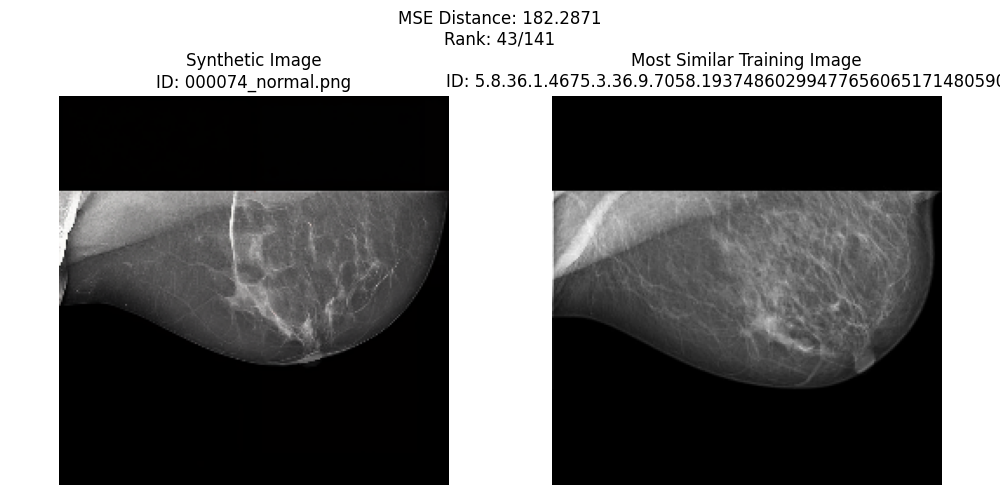 MSE Distance: 182.2871
Rank: 43/141
Synthetic Image
ID: 000074_normal.png
Most Similar Training Image
ID: 5.8.36.1.4675.3.36.9.7058.19374860299477656065171480590